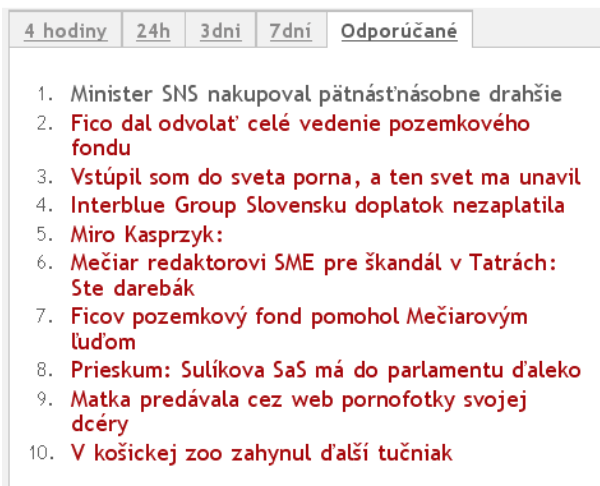 4 hodiny 24h 3dni 7dní Odporúčané
1. Minister SNS nakupoval pätnásťnásobne drahšie
2. Fico dal odvolať celé vedenie pozemkového
fondu
3. Vstúpil som do sveta porna, a ten svet ma unavil
4. Interblue Group Slovensku doplatok nezaplatila
5. Miro Kasprzyk:
6. Mečiar redaktorovi SME pre škandál v Tatrách:
Ste darebák
7. Ficov pozemkový fond pomohol Mečiarovým
ľuďom
8. Prieskum: Sulíkova SaS má do parlamentu ďaleko
9. Matka predávala cez web pornofotky svojej
dcéry
10. V košickej zoo zahynul ďalší tučniak